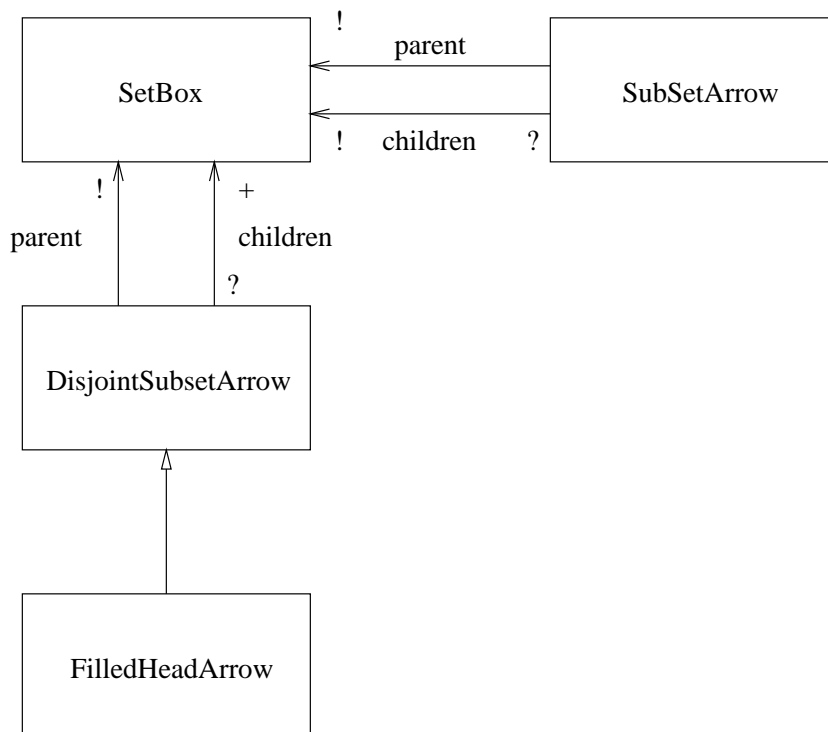 !
parent
SetBox
SubSetArrow
! children ?
! +
parent children
?
DisjointSubsetArrow
FilledHeadArrow